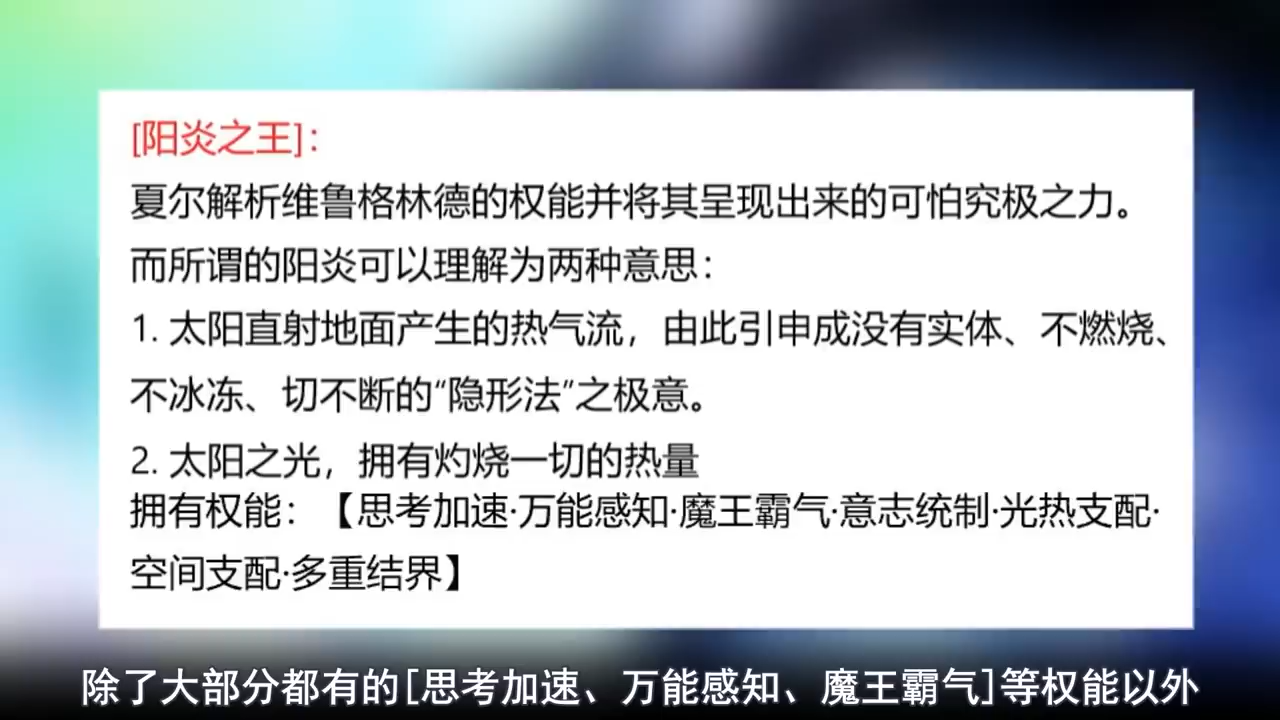 [阳炎之王]：
夏尔解析维鲁格林德的权能并将其呈现出来的可怕究极之力。
而所谓的阳炎可以理解为两种意思：
1. 太阳直射地面产生的热气流，由此引申成没有实体、不燃烧、
不冰冻、切不断的“隐形法”之极意。
2. 太阳之光，拥有灼烧一切的热量
拥有权能：【思考加速·万能感知·魔王霸气·意志统制·光热支配·
空间支配·多重结界】
除了大部分都有的[思考加速、万能感知、魔王霸气]等权能以外